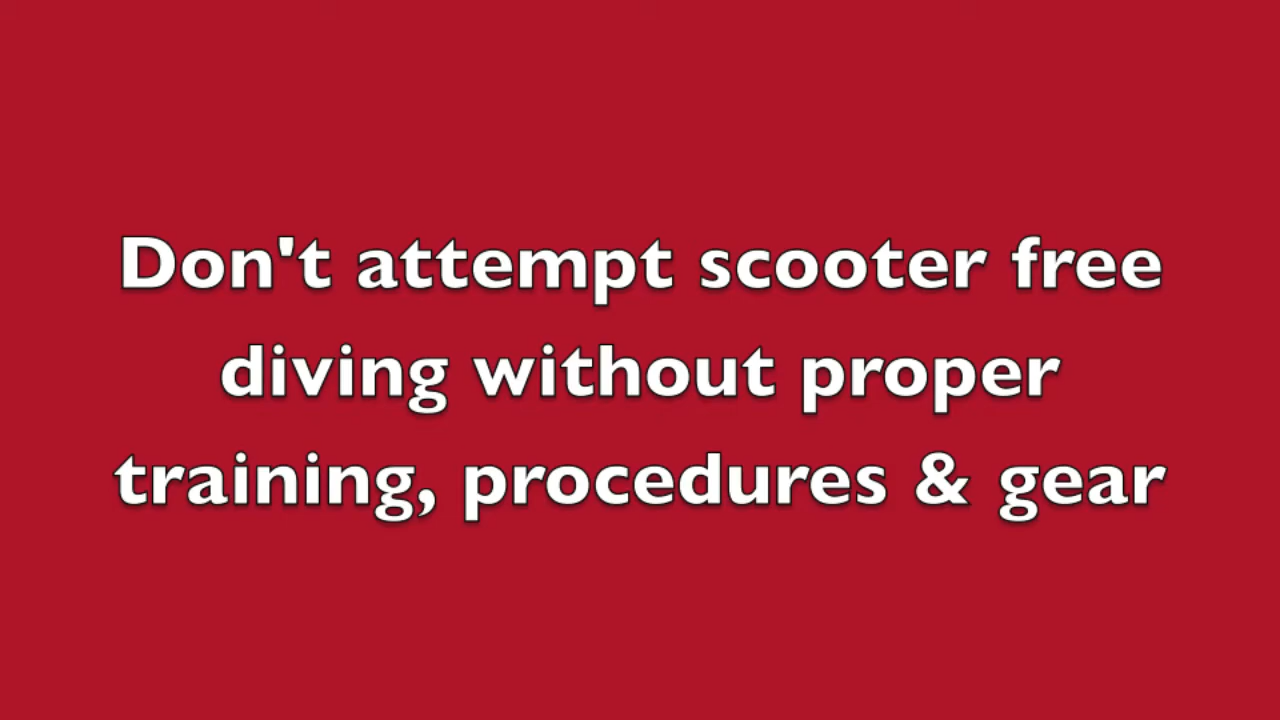 Don't attempt scooter free
diving without proper
training, procedures & gear